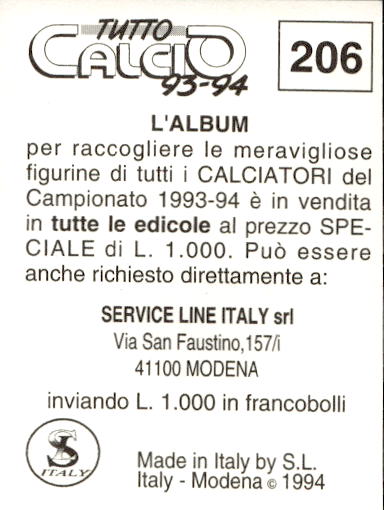 TUTTO
CALCIO
93-94
206
L'ALBUM
per raccogliere le meravigliose
figurine di tutti i CALCIATORI del
Campionato 1993-94 è in vendita
in tutte le edicole al prezzo SPE-
CIALE di L. 1.000. Può essere
anche richiesto direttamente a:
SERVICE LINE ITALY srl
Via San Faustino,157/i
41100 MODENA
inviando L. 1.000 in francobolli
SL
ITALY
Made in Italy by S.L.
Italy - Modena © 1994